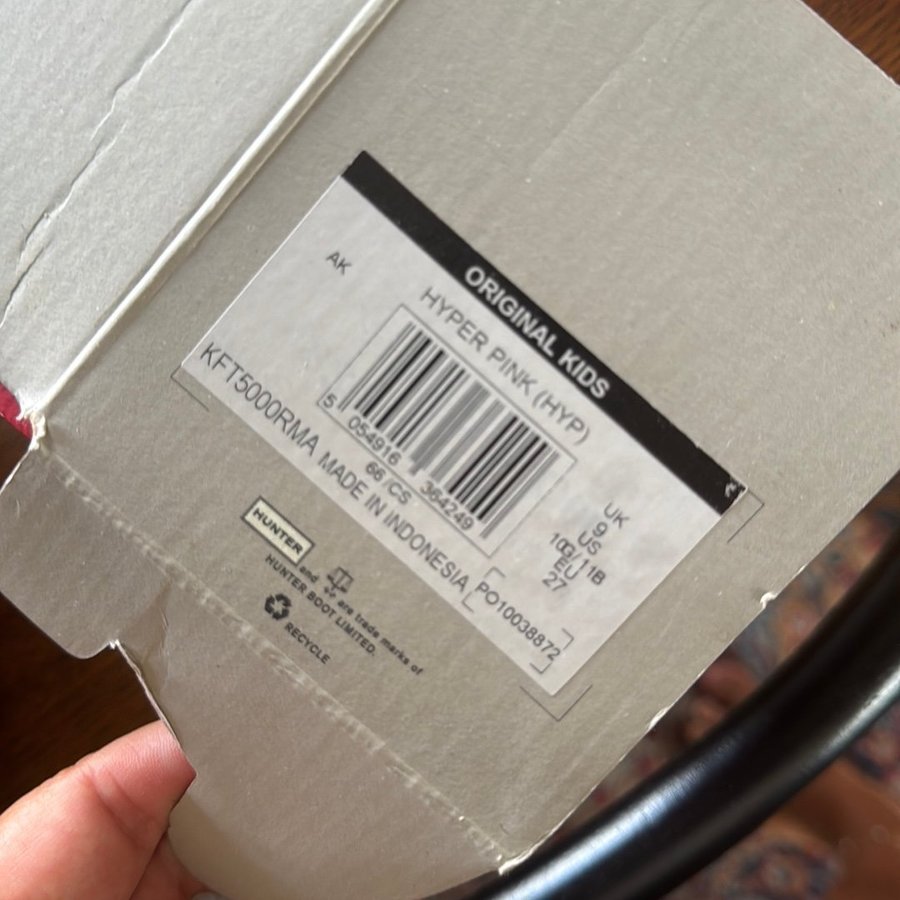 ORIGINAL KIDS
AK
HYPER PINK (HYP)
5 054916 364249
66 /CS
UK
9
US
10G/11B
EU
27
KFT5000RMA MADE IN INDONESIA PO10038872
HUNTER and are trade marks of
HUNTER BOOT LIMITED.
RECYCLE